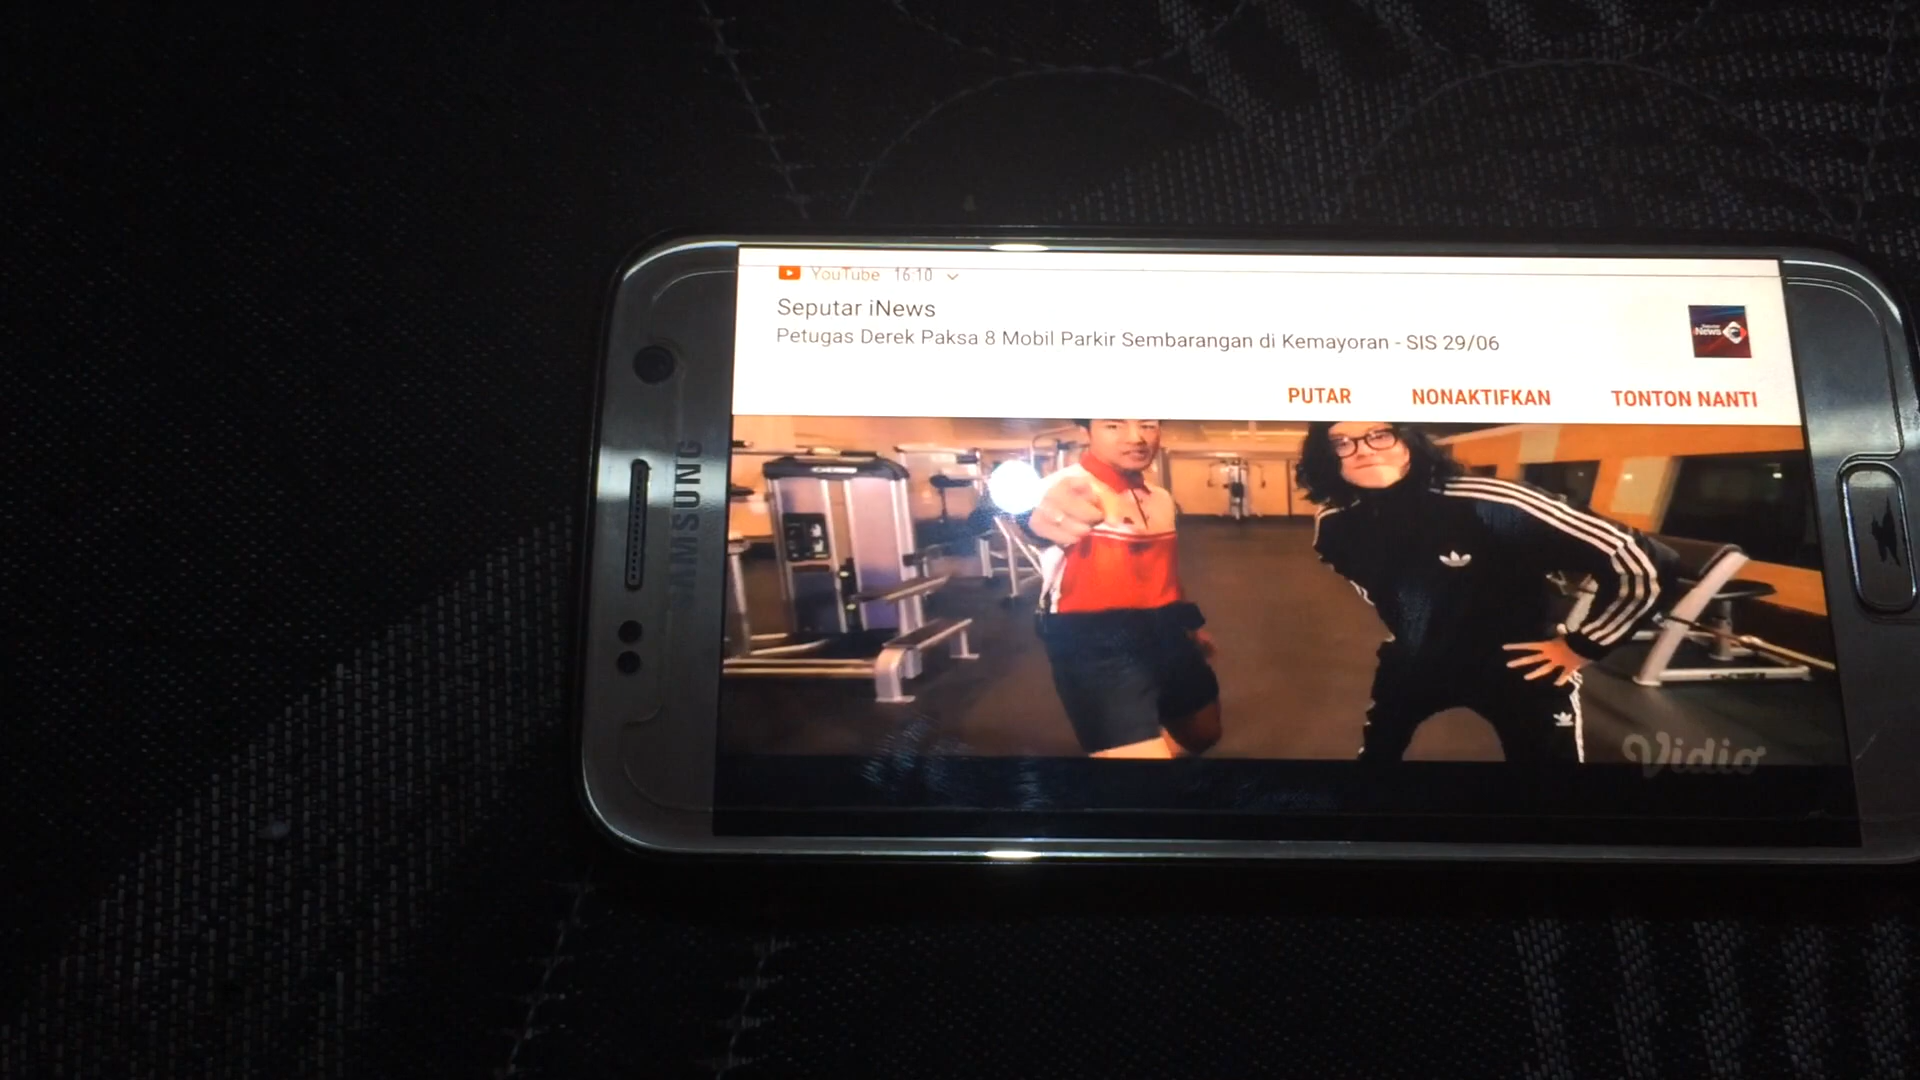 YouTube 16:10
Seputar iNews
Petugas Derek Paksa 8 Mobil Parkir Sembarangan di Kemayoran - SIS 29/06
News
PUTAR NONAKTIFKAN TONTON NANTI
SAMSUNG
Vidio